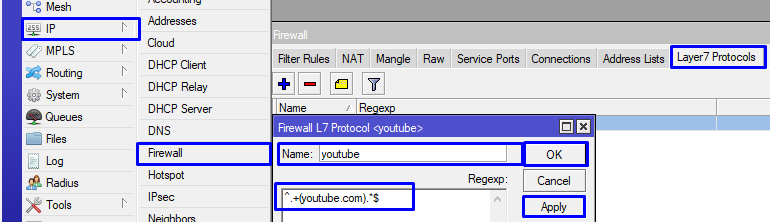 Mesh
IP
MPLS
Routing
System
Queues
Files
Log
Radius
Tools
Addresses
Cloud
DHCP Client
DHCP Relay
DHCP Server
DNS
Firewall
Hotspot
IPsec
Neighbors
Firewall
Filter Rules NAT Mangle Raw Service Ports Connections Address Lists Layer7 Protocols
Name / Regexp
Firewall L7 Protocol <youtube>
Name: youtube OK
Regexp: Cancel
^.+(youtube.com).*$ Apply